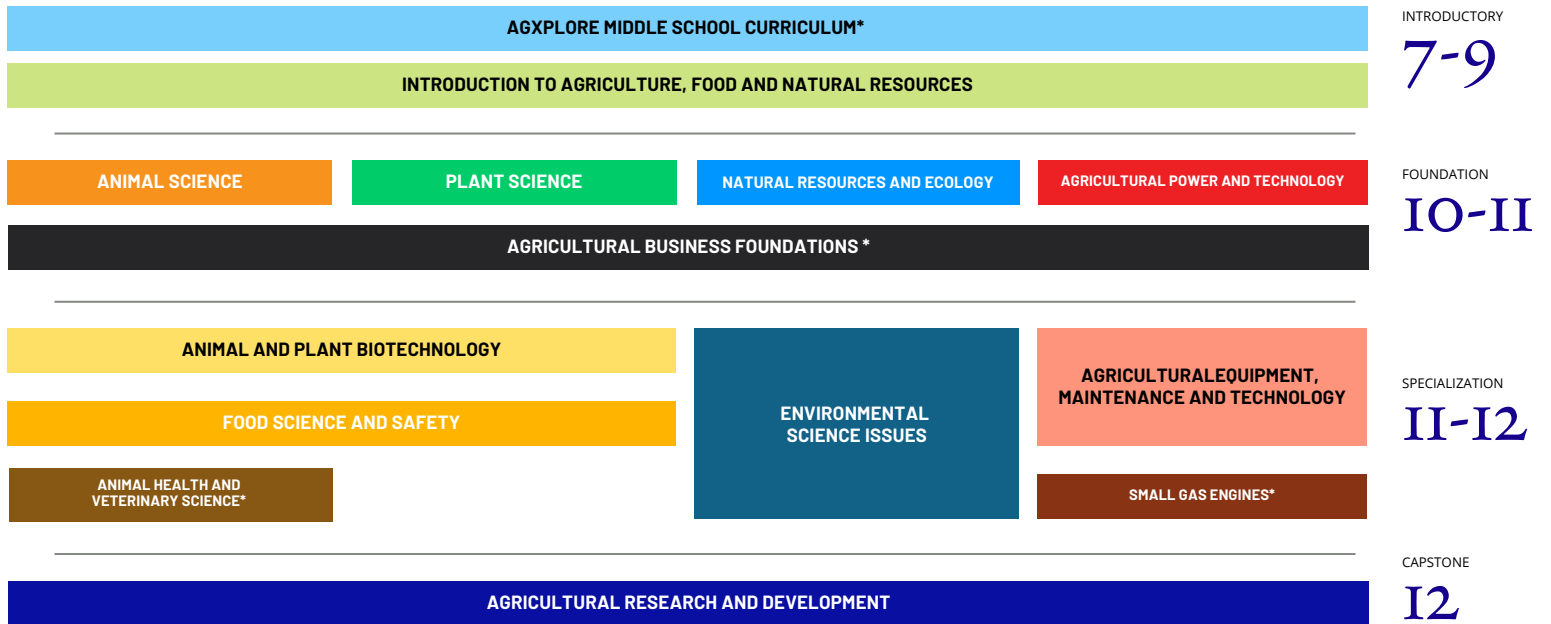 AGXPLORE MIDDLE SCHOOL CURRICULUM*
INTRODUCTION TO AGRICULTURE, FOOD AND NATURAL RESOURCES
INTRODUCTORY
7-9
ANIMAL SCIENCE
PLANT SCIENCE
NATURAL RESOURCES AND ECOLOGY
AGRICULTURAL POWER AND TECHNOLOGY
AGRICULTURAL BUSINESS FOUNDATIONS *
FOUNDATION
10-11
ANIMAL AND PLANT BIOTECHNOLOGY
FOOD SCIENCE AND SAFETY
ANIMAL HEALTH AND
VETERINARY SCIENCE*
ENVIRONMENTAL
SCIENCE ISSUES
AGRICULTURALEQUIPMENT,
MAINTENANCE AND TECHNOLOGY
SMALL GAS ENGINES*
SPECIALIZATION
11-12
AGRICULTURAL RESEARCH AND DEVELOPMENT
CAPSTONE
12